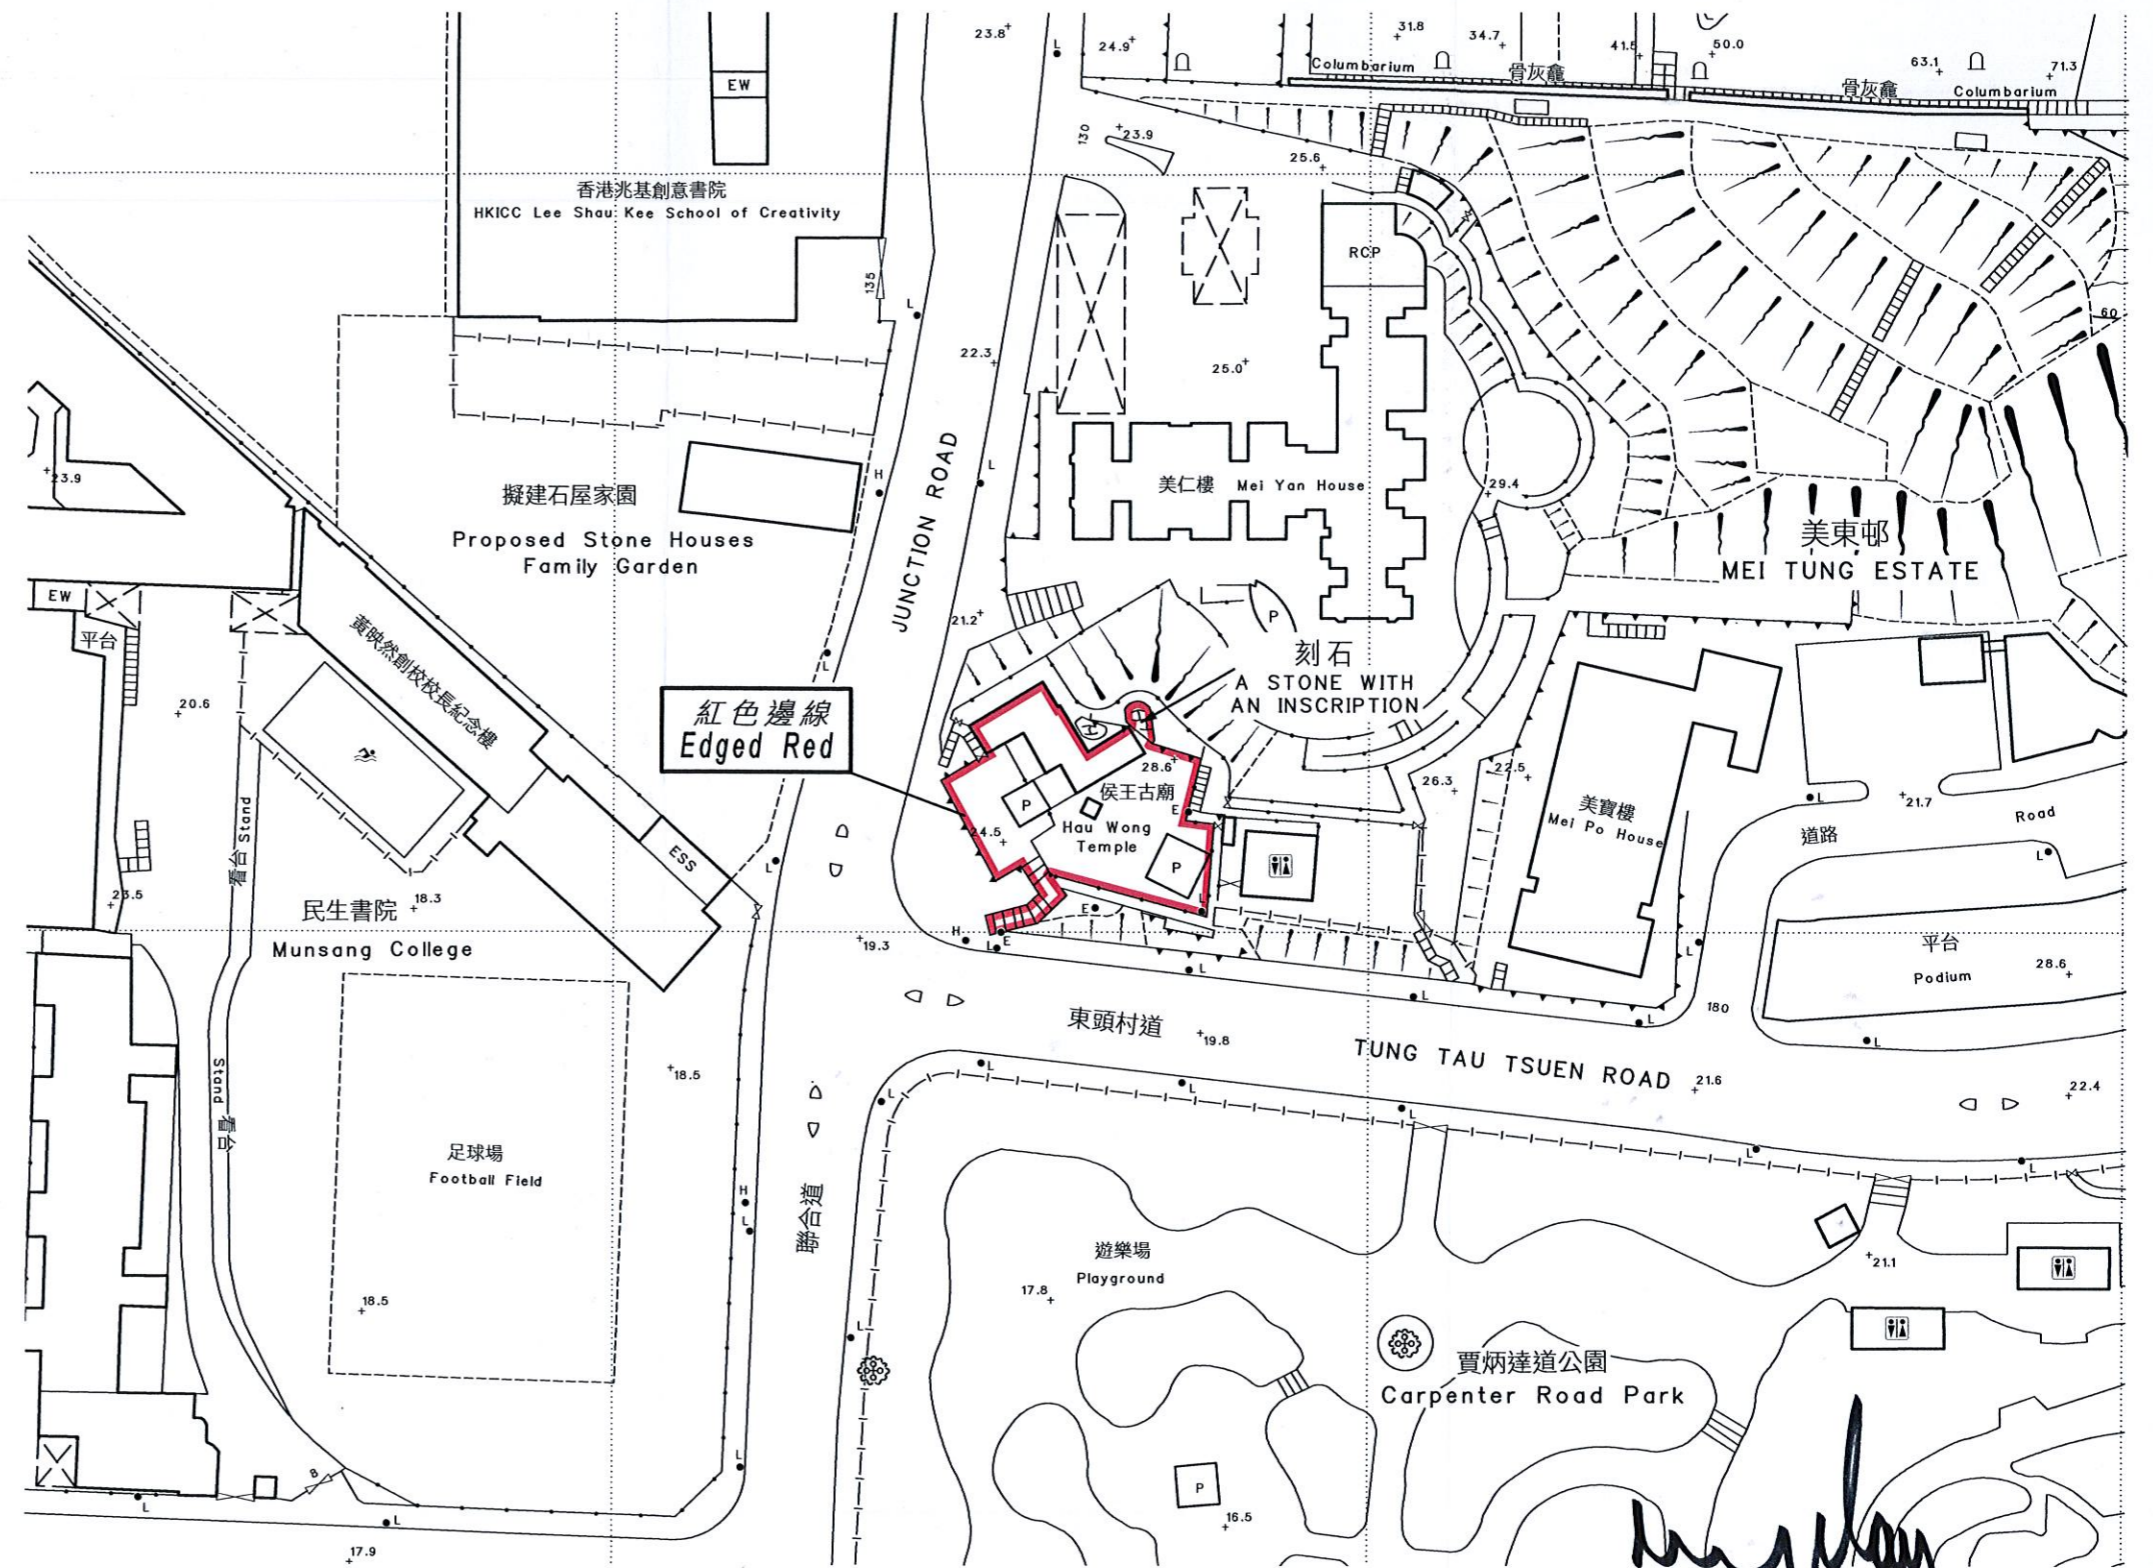 23.8
24.9
31.8
34.7
41.5
50.0
63.1
71.3
L
Columbarium
骨灰龕
骨灰龕
Columbarium
EW
130
23.9
25.6
香港兆基創意書院
HKICC Lee Shau Kee School of Creativity
RCP
135
L
60
22.3
25.0
JUNCTION ROAD
L
H
23.9
擬建石屋家園
Proposed Stone Houses
Family Garden
美仁樓 Mei Yan House
29.4
美東邨
MEI TUNG ESTATE
EW
平台
黃映然創校校長紀念樓
21.2
P
L
刻石
A STONE WITH
AN INSCRIPTION
紅色邊線
Edged Red
20.6
28.6
26.3
22.5
侯王古廟
Hau Wong
Temple
P
P
E
24.5
美寶樓
Mei Po House
L
21.7
Road
道路
L
看台 Stand
ESS
L
23.5
民生書院
18.3
Munsang College
E
L
H
L
E
19.3
L
L
L
L
180
平台
Podium
28.6
L
東頭村道
19.8
TUNG TAU TSUEN ROAD
21.6
22.4
L
L
L
L
L
L
Stand 看台
18.5
足球場
Football Field
H
L
聯合道
遊樂場
Playground
17.8
21.1
18.5
L
賈炳達道公園
Carpenter Road Park
P
16.5
L
8
L
L
17.9